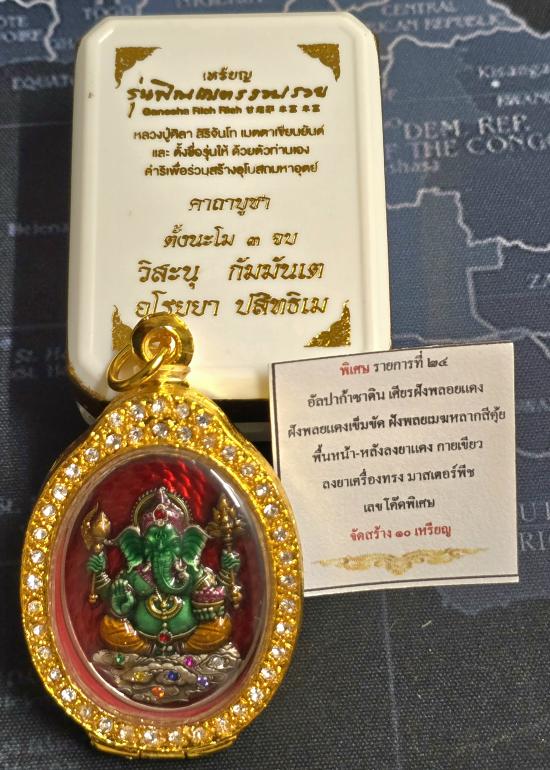 เหรียญ
รุ่นพิฆเนศรวยรวย
Ganesha Rich Rich
หลวงปู่ศิลา สิริจันโท เมตตาเขียนยันต์
และ ตั้งชื่อรุ่นให้ ด้วยตัวท่านเอง
ดำริเพื่อร่วมสร้างอุโบสถมหาอุตย์
คาถาบูชา
ตั้งนะโม ๓ จบ
วิสะนุ กัมมันเต
อุไรยยา ปสิทธิเม
พิเศษ รายการที่ ๒๔
อัลปาก้าซาติน เศียรฝังพลอยแดง
ฝังพลอยแดงเข็มขัด ฝังพลอยเมฆหลากสีคุ้ย
พื้นหน้า-หลังลงยาแดง กายเขียว
ลงยาเครื่องทรง มาสเตอร์พีช
เลขโค๊ดพิเศษ
จัดสร้าง ๑๐ เหรียญ
DEM. REP.
THE CONGO
Kisangani
CAN REPUBLIC